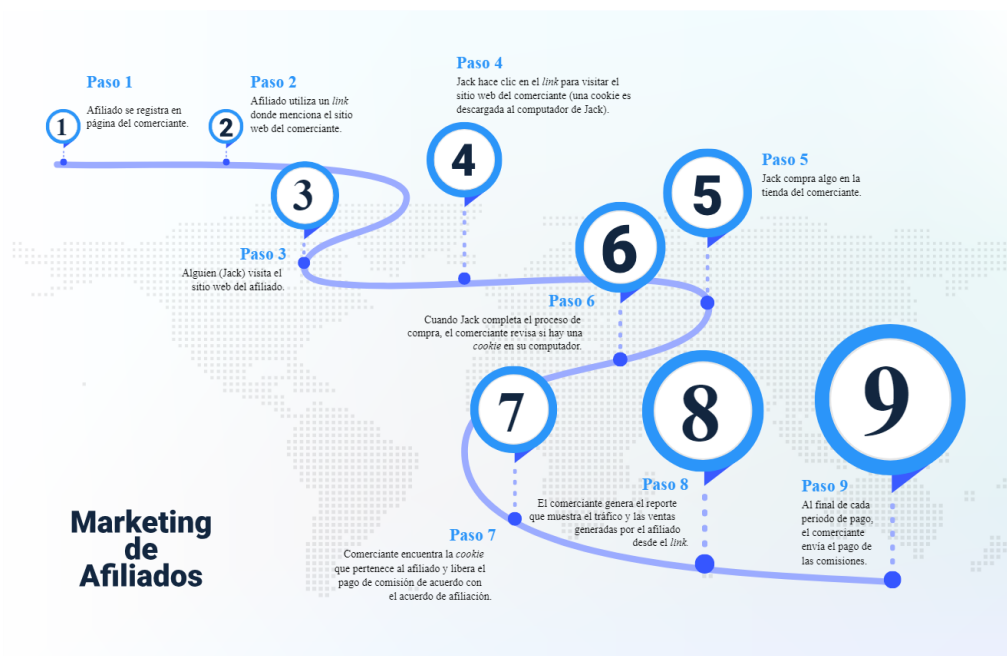 Paso 1
Afiliado se registra en
página del comerciante.
1
Paso 2
Afiliado utiliza un link
donde menciona el sitio
web del comerciante.
2
3
Paso 3
Alguien (Jack) visita el
sitio web del afiliado.
Paso 4
Jack hace clic en el link para visitar el
sitio web del comerciante (una cookie es
descargada al computador de Jack).
4
5
Paso 5
Jack compra algo en la
tienda del comerciante.
6
Paso 6
Cuando Jack completa el proceso de
compra, el comerciante revisa si hay una
cookie en su computador.
7
Paso 7
Comerciante encuentra la cookie
que pertenece al afiliado y libera el
pago de comisión de acuerdo con
el acuerdo de afiliación.
8
Paso 8
El comerciante genera el reporte
que muestra el tráfico y las ventas
generadas por el afiliado
desde el link.
9
Paso 9
Al final de cada
periodo de pago,
el comerciante
envía el pago de
las comisiones.
Marketing
de
Afiliados